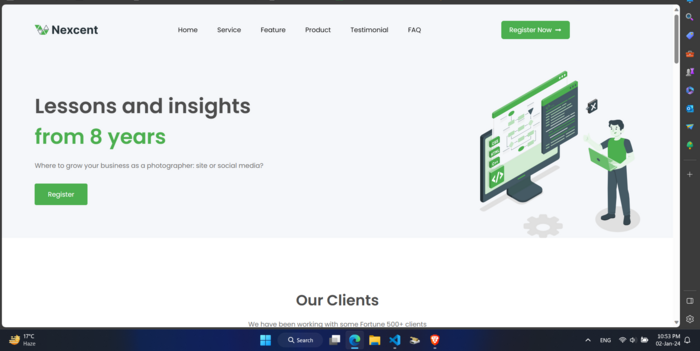 Nexcent
Home Service Feature Product Testimonial FAQ
Register Now →
Lessons and insights
from 8 years
Where to grow your business as a photographer: site or social media?
Register
</>
Our Clients
We have been working with some Fortune 500+ clients
17°C
Haze
Search
ENG
10:53 PM
02-Jan-24